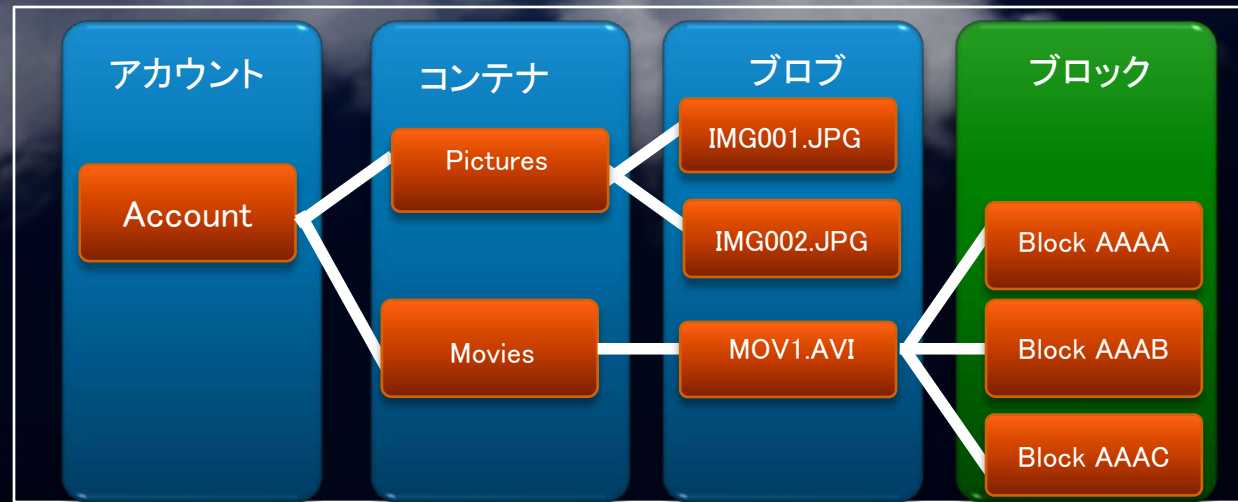 アカウント
Account
コンテナ
Pictures
Movies
ブロブ
IMG001.JPG
IMG002.JPG
MOV1.AVI
ブロック
Block AAAA
Block AAAB
Block AAAC